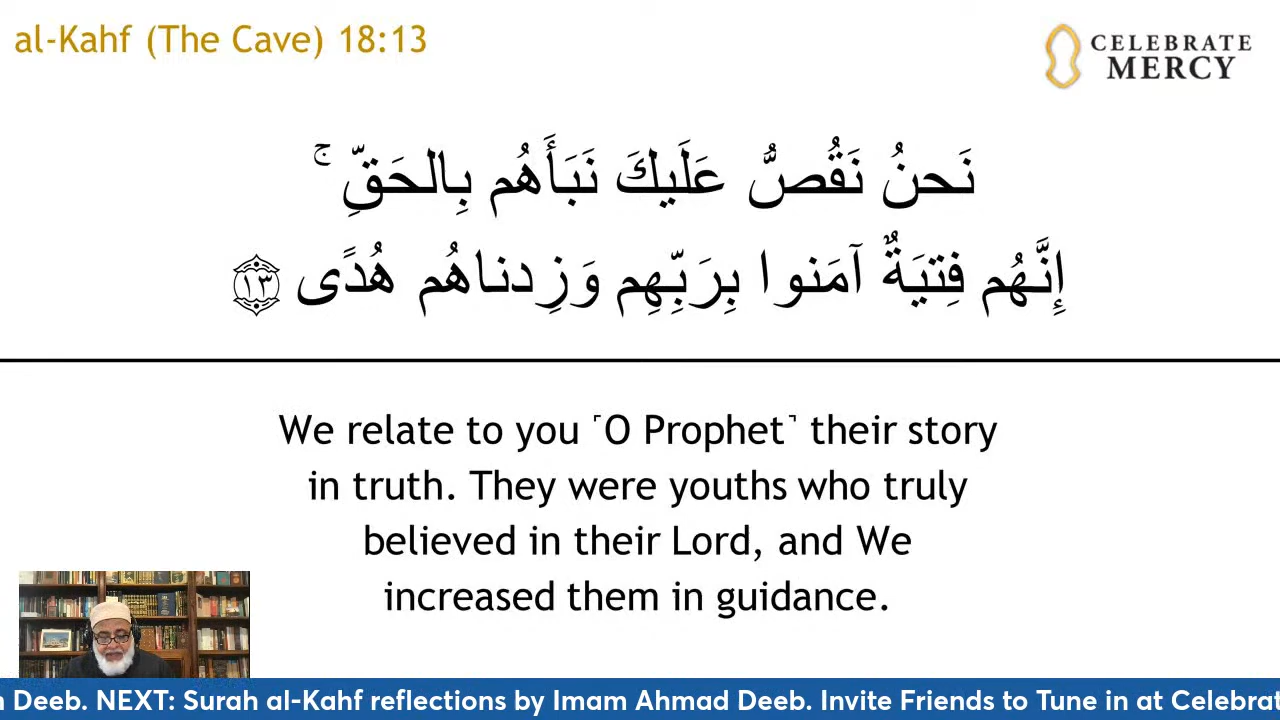 al-Kahf (The Cave) 18:13
CELEBRATE
MERCY
نَحنُ نَقُصُّ عَلَيكَ نَبَأَهُم بِالحَقِّ ۚ
إِنَّهُم فِتيَةٌ آمَنوا بِرَبِّهِم وَزِدناهُم هُدًى ﴿١٣﴾
We relate to you ˹O Prophet˺ their story
in truth. They were youths who truly
believed in their Lord, and We
increased them in guidance.
n Deeb. NEXT: Surah al-Kahf reflections by Imam Ahmad Deeb. Invite Friends to Tune in at Celebrat